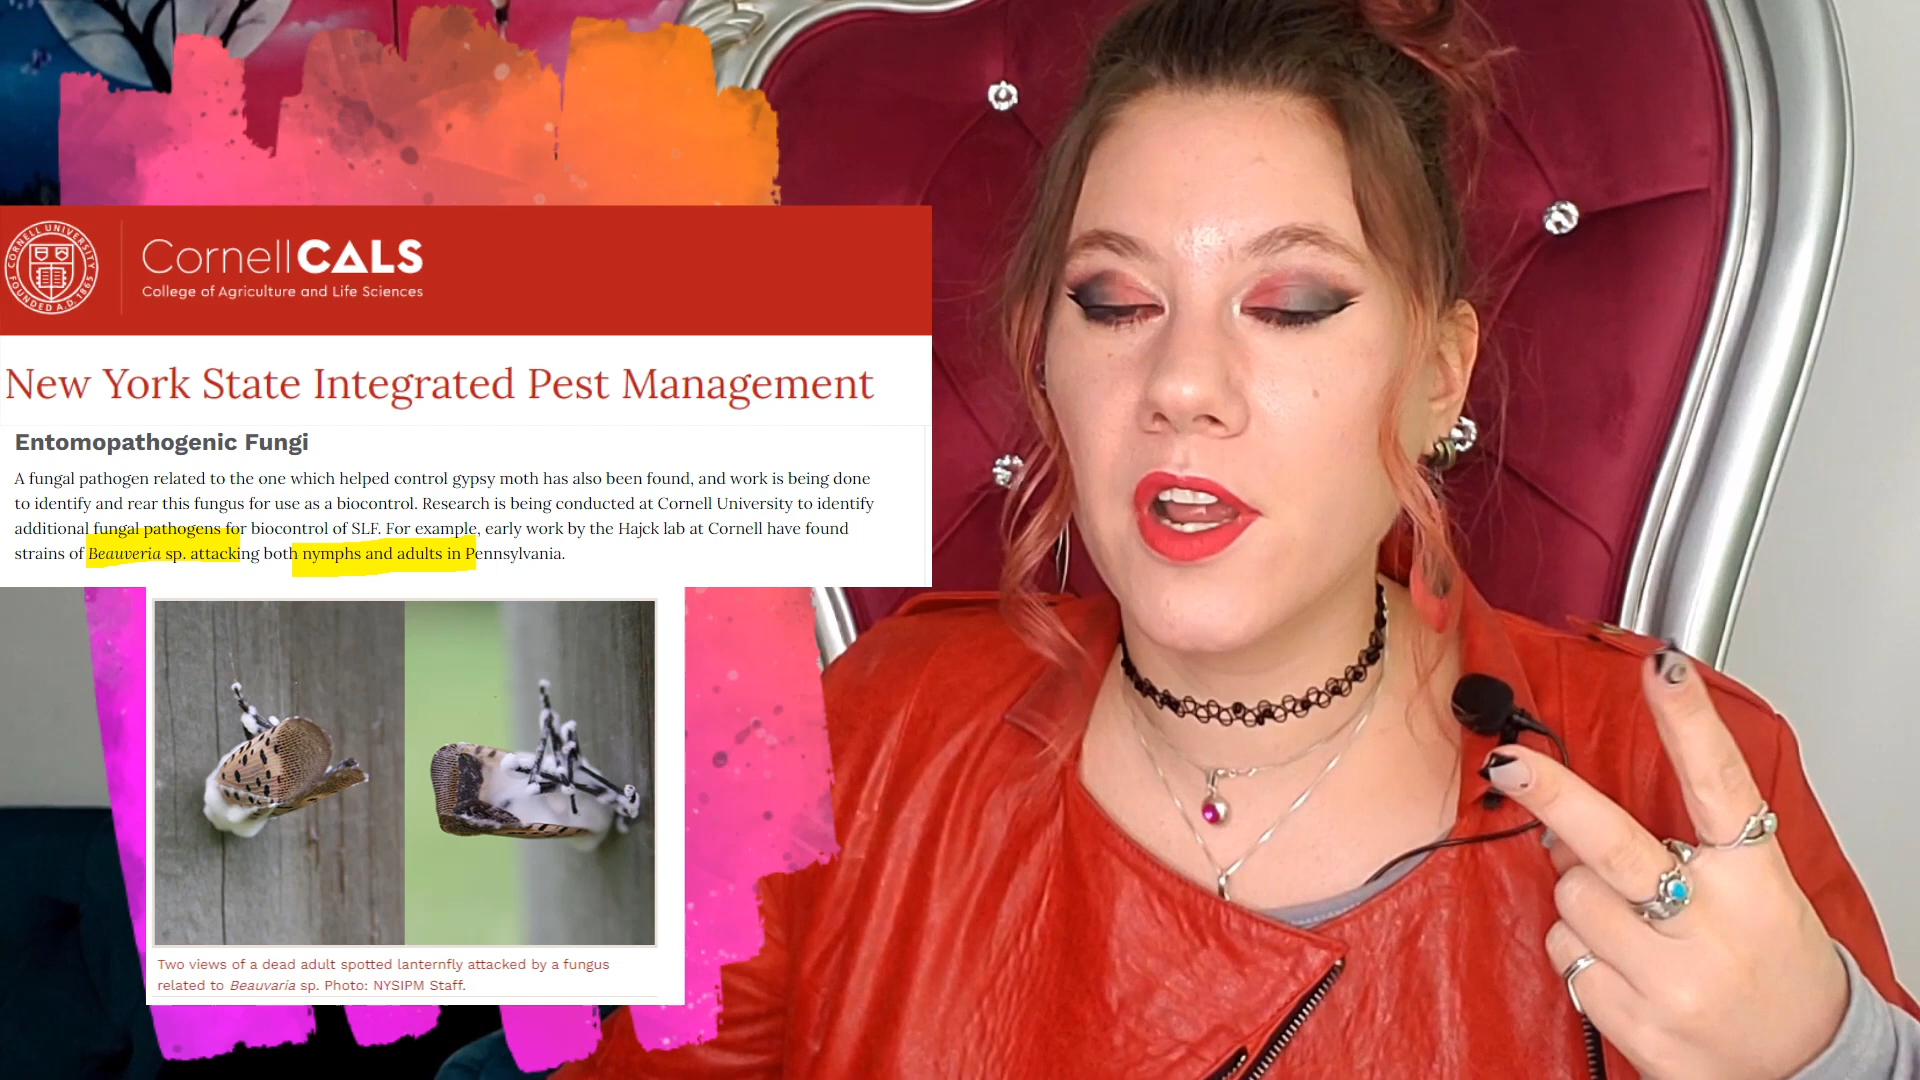 CORNELL UNIVERSITY
FOUNDED A.D. 1865
CornellCALS
College of Agriculture and Life Sciences
New York State Integrated Pest Management
Entomopathogenic Fungi
A fungal pathogen related to the one which helped control gypsy moth has also been found, and work is being done
to identify and rear this fungus for use as a biocontrol. Research is being conducted at Cornell University to identify
additional fungal pathogens for biocontrol of SLF. For example, early work by the Hajck lab at Cornell have found
strains of Beauveria sp. attacking both nymphs and adults in Pennsylvania.
Two views of a dead adult spotted lanternfly attacked by a fungus
related to Beauvaria sp. Photo: NYSIPM Staff.